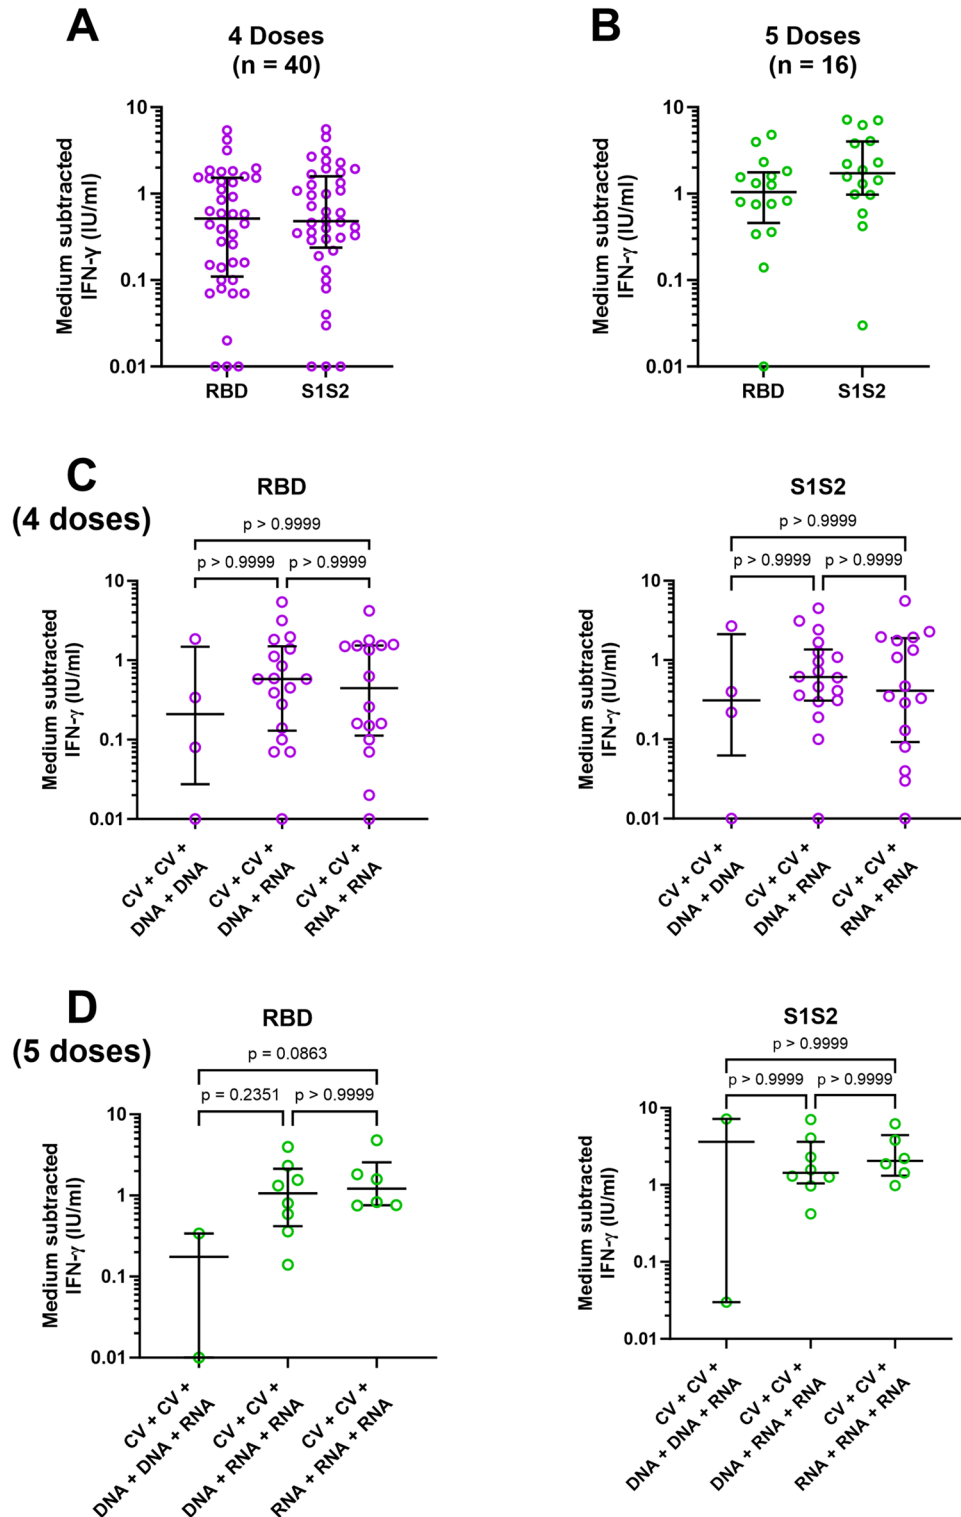 A
4 Doses
(n = 40)
Medium subtracted
IFN-γ (IU/ml)
10
1
0.1
0.01
RBD
S1S2
B
5 Doses
(n = 16)
Medium subtracted
IFN-γ (IU/ml)
10
1
0.1
0.01
RBD
S1S2
C
(4 doses)
RBD
p > 0.9999
p > 0.9999
p > 0.9999
Medium subtracted
IFN-γ (IU/ml)
10
1
0.1
0.01
CV + CV +
DNA + DNA
CV + CV +
DNA + RNA
CV + CV +
RNA + RNA
S1S2
p > 0.9999
p > 0.9999
p > 0.9999
Medium subtracted
IFN-γ (IU/ml)
10
1
0.1
0.01
CV + CV +
DNA + DNA
CV + CV +
DNA + RNA
CV + CV +
RNA + RNA
D
(5 doses)
RBD
p = 0.0863
p = 0.2351
p > 0.9999
Medium subtracted
IFN-γ (IU/ml)
10
1
0.1
0.01
CV + CV +
DNA + DNA + RNA
CV + CV +
DNA + RNA + RNA
CV + CV +
RNA + RNA + RNA
S1S2
p > 0.9999
p > 0.9999
p > 0.9999
Medium subtracted
IFN-γ (IU/ml)
10
1
0.1
0.01
CV + CV +
DNA + DNA + RNA
CV + CV +
DNA + RNA + RNA
CV + CV +
RNA + RNA + RNA